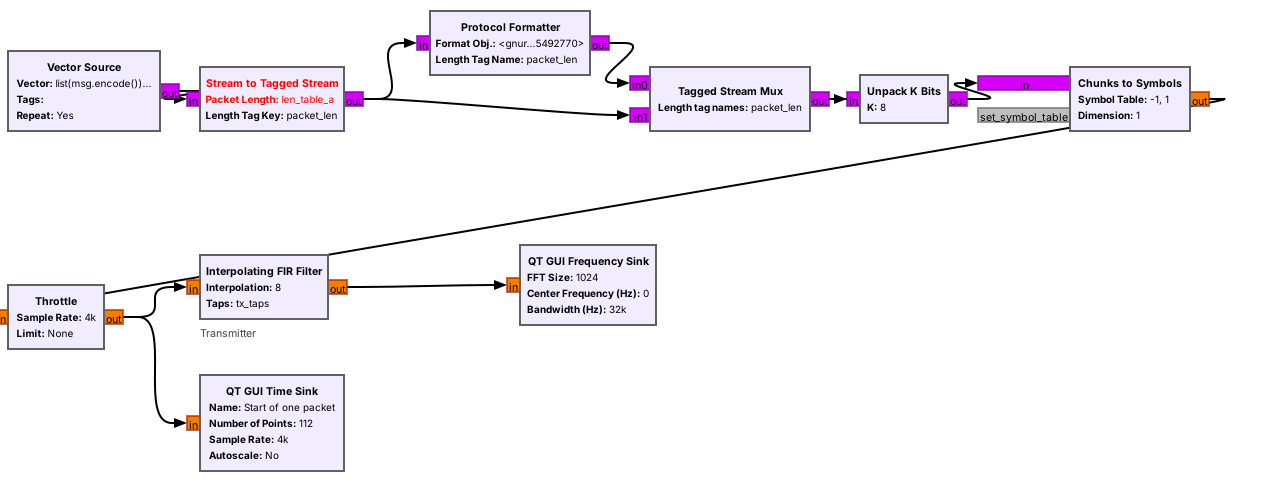 Protocol Formatter
in
Format Obj.: <gnur...5492770>
out
Length Tag Name: packet_len
Vector Source
Vector: list(msg.encode())...
Tags:
Repeat: Yes
out
in
Stream to Tagged Stream
Packet Length: len_table_a
Length Tag Key: packet_len
out
in0
in1
Tagged Stream Mux
Length tag names: packet_len
out
in
Unpack K Bits
K: 8
out
in
set_symbol_table
Chunks to Symbols
Symbol Table: -1, 1
Dimension: 1
out
in
Throttle
Sample Rate: 4k
Limit: None
out
in
Interpolating FIR Filter
Interpolation: 8
Taps: tx_taps
out
Transmitter
in
QT GUI Frequency Sink
FFT Size: 1024
Center Frequency (Hz): 0
Bandwidth (Hz): 32k
in
QT GUI Time Sink
Name: Start of one packet
Number of Points: 112
Sample Rate: 4k
Autoscale: No